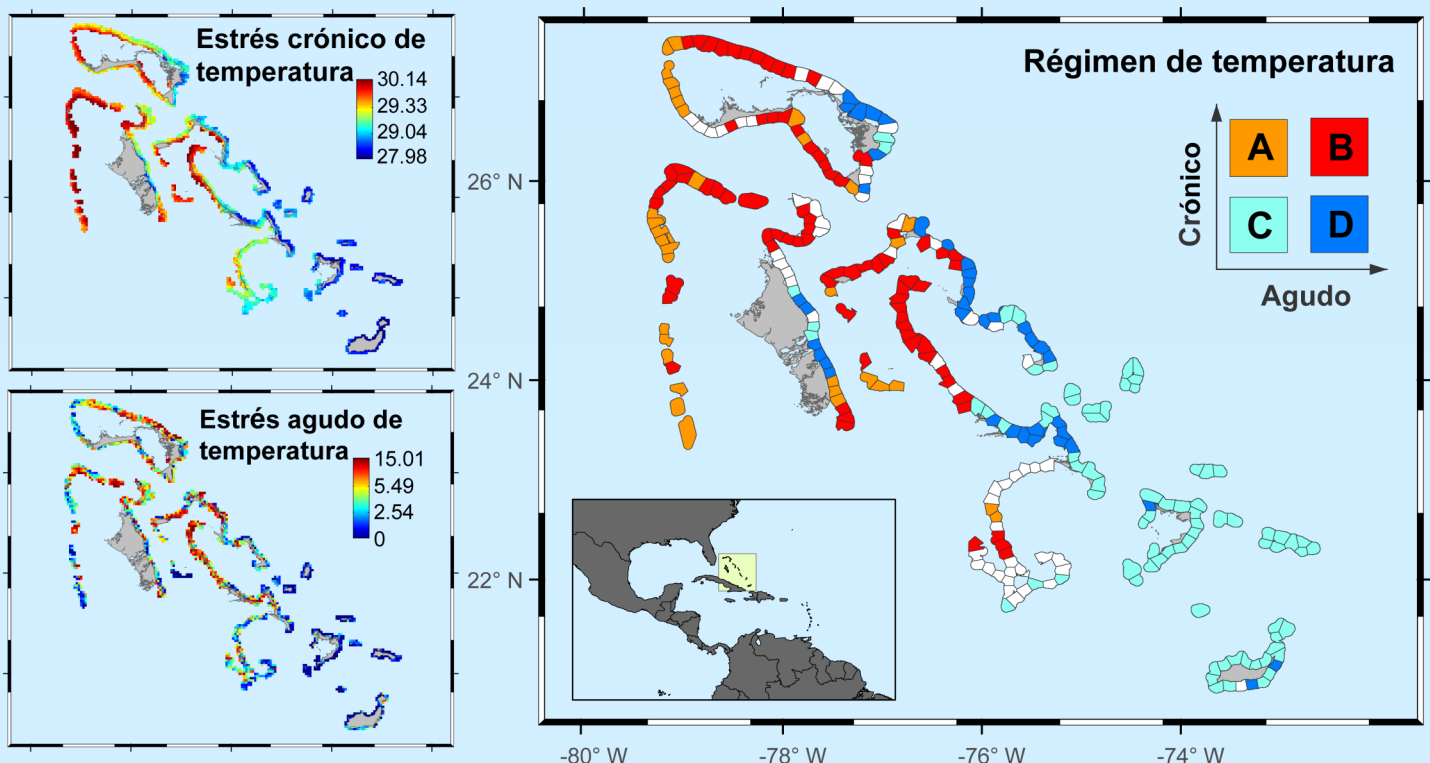 Estrés crónico de
temperatura
30.14
29.33
29.04
27.98
Estrés agudo de
temperatura
15.01
5.49
2.54
0
Régimen de temperatura
Crónico
A
B
C
D
Agudo
26° N
24° N
22° N
-80° W
-78° W
-76° W
-74° W